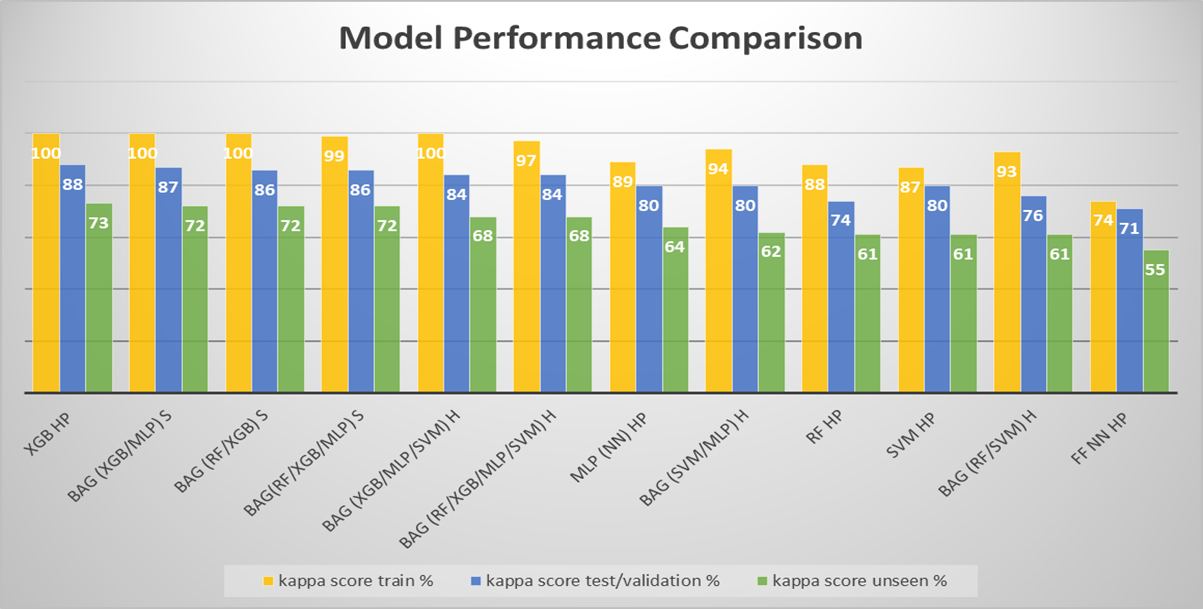 Model Performance Comparison
100 88 73
100 87 72
100 86 72
99 86 72
100 84 68
97 84 68
89 80 64
94 80 62
88 74 61
87 80 61
93 76 61
74 71 55
XGB HP
BAG (XGB/MLP) S
BAG (RF/XGB) S
BAG(RF/XGB/MLP) S
BAG (XGB/MLP/SVM) H
BAG (RF/XGB/MLP/SVM) H
MLP (NN) HP
BAG (SVM/MLP) H
RF HP
SVM HP
BAG (RF/SVM) H
FF NN HP
kappa score train % kappa score test/validation % kappa score unseen %